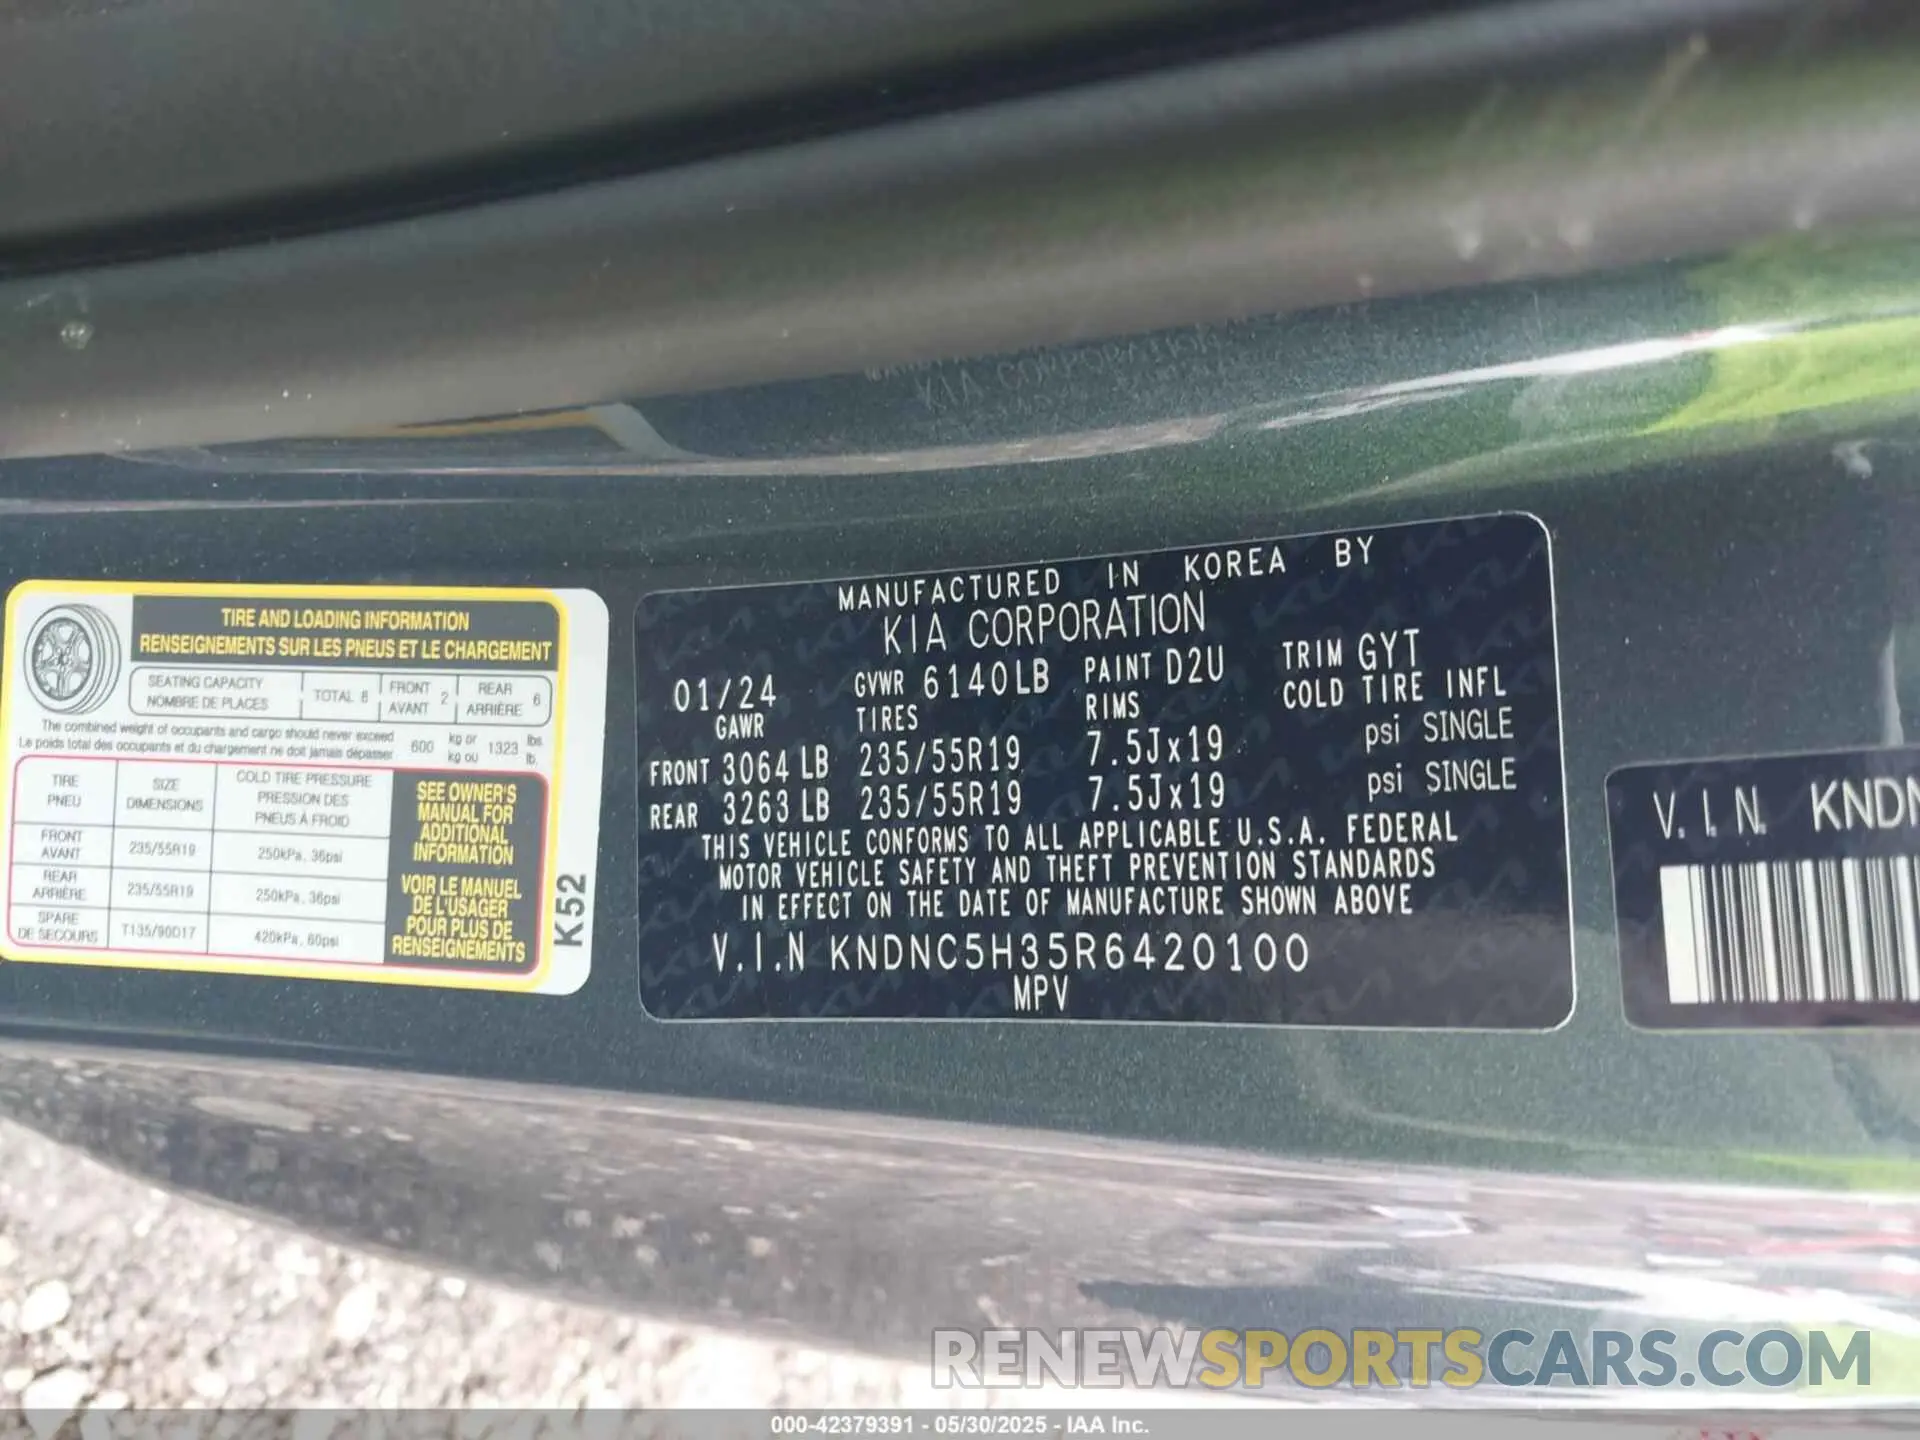 TIRE AND LOADING INFORMATION
RENSEIGNEMENTS SUR LES PNEUS ET LE CHARGEMENT
SEATING CAPACITY
NOMBRE DE PLACES
TOTAL 8
FRONT
AVANT
2
REAR
ARRIÈRE
6
The combined weight of occupants and cargo should never exceed
Le poids total des occupants et du chargement ne doit jamais dépasser
600
kg or
kg ou
1323
lbs.
lb.
TIRE
PNEU
SIZE
DIMENSIONS
COLD TIRE PRESSURE
PRESSION DES
PNEUS À FROID
FRONT
AVANT
235/55R19
250kPa, 36psi
REAR
ARRIÈRE
235/55R19
250kPa, 36psi
SPARE
DE SECOURS
T135/90D17
420kPa, 60psi
SEE OWNER'S
MANUAL FOR
ADDITIONAL
INFORMATION
VOIR LE MANUEL
DE L'USAGER
POUR PLUS DE
RENSEIGNEMENTS
K52
MANUFACTURED IN KOREA BY
KIA CORPORATION
01/24 GVWR 6140LB PAINT D2U TRIM GYT
GAWR TIRES RIMS COLD TIRE INFL
FRONT 3064 LB 235/55R19 7.5Jx19 psi SINGLE
REAR 3263 LB 235/55R19 7.5Jx19 psi SINGLE
THIS VEHICLE CONFORMS TO ALL APPLICABLE U.S.A. FEDERAL
MOTOR VEHICLE SAFETY AND THEFT PREVENTION STANDARDS
IN EFFECT ON THE DATE OF MANUFACTURE SHOWN ABOVE
V.I.N KNDNC5H35R6420100
MPV
V.I.N. KNDN
RENEWSPORTSCARS.COM
000-42379391 - 05/30/2025 - IAA Inc.